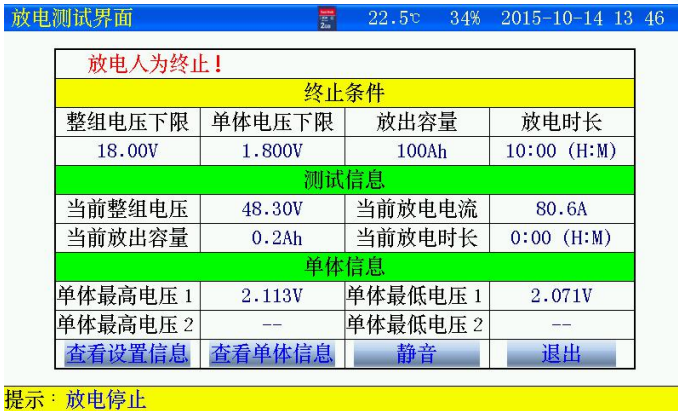 放电测试界面 22.5℃ 34% 2015-10-14 13 46
放电人为终止!
终止条件
整组电压下限 单体电压下限 放出容量 放电时长
18.00V 1.800V 100Ah 10:00 (H:M)
测试信息
当前整组电压 48.30V 当前放电电流 80.6A
当前放出容量 0.2Ah 当前放电时长 0:00 (H:M)
单体信息
单体最高电压1 2.113V 单体最低电压1 2.071V
单体最高电压2 -- 单体最低电压2 --
查看设置信息 查看单体信息 静音 退出
提示:放电停止